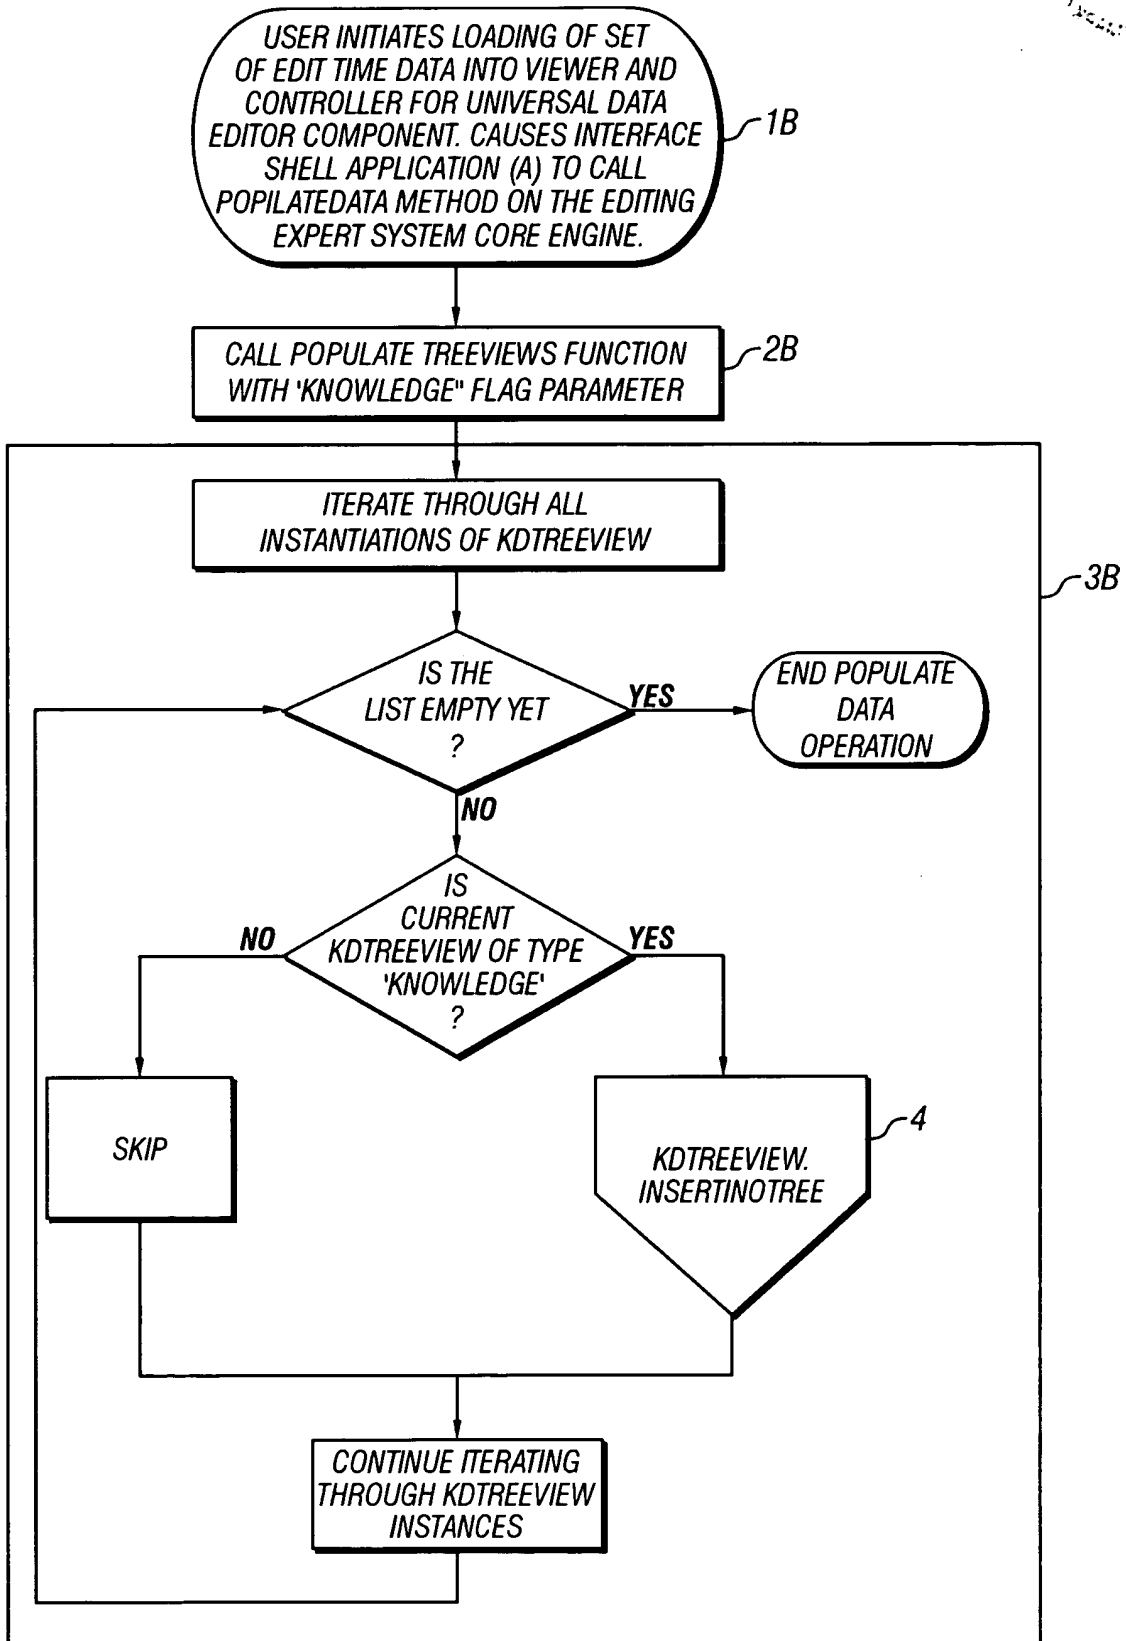 USER INITIATES LOADING OF SET
OF EDIT TIME DATA INTO VIEWER AND
CONTROLLER FOR UNIVERSAL DATA
EDITOR COMPONENT. CAUSES INTERFACE
SHELL APPLICATION (A) TO CALL
POPILATEDATA METHOD ON THE EDITING
EXPERT SYSTEM CORE ENGINE.
1B
CALL POPULATE TREEVIEWS FUNCTION
WITH 'KNOWLEDGE" FLAG PARAMETER
2B
ITERATE THROUGH ALL
INSTANTIATIONS OF KDTREEVIEW
3B
IS THE
LIST EMPTY YET
?
YES
END POPULATE
DATA
OPERATION
NO
IS
CURRENT
KDTREEVIEW OF TYPE
'KNOWLEDGE'
?
NO
YES
SKIP
KDTREEVIEW.
INSERTINOTREE
4
CONTINUE ITERATING
THROUGH KDTREEVIEW
INSTANCES